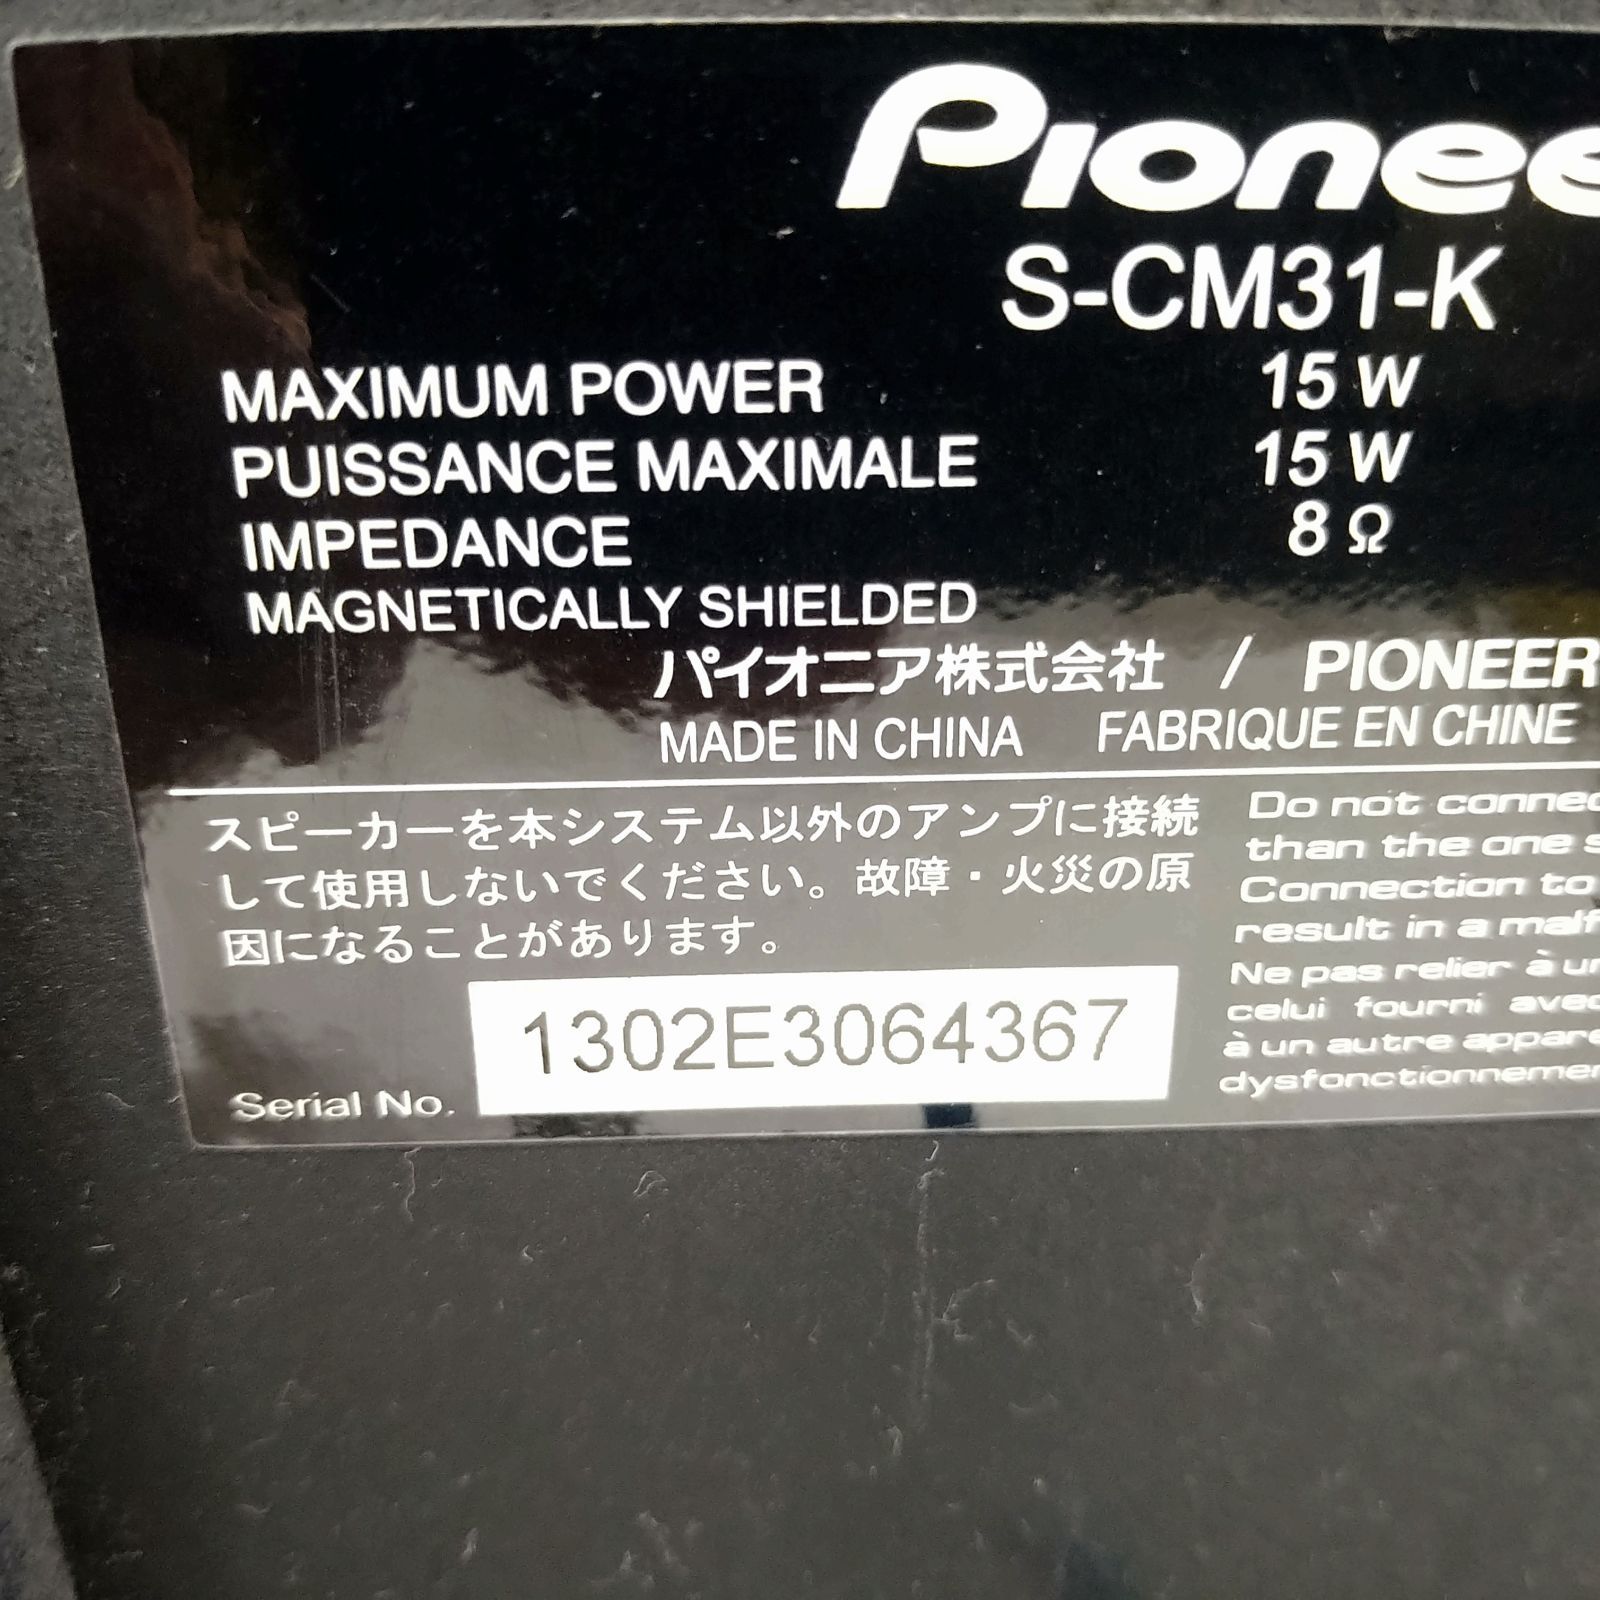 Pionee
S-CM31-K
MAXIMUM POWER 15 W
PUISSANCE MAXIMALE 15 W
IMPEDANCE 8 Ω
MAGNETICALLY SHIELDED
パイオニア株式会社 / PIONEER
MADE IN CHINA FABRIQUE EN CHINE
スピーカーを本システム以外のアンプに接続
して使用しないでください。故障・火災の原
因になることがあります。
Serial No. 1302E3064367
Do not connec
than the one s
Connection to
result in a malf
Ne pas relier à un
celui fourni avec
à un autre appare
dysfonctionnemen